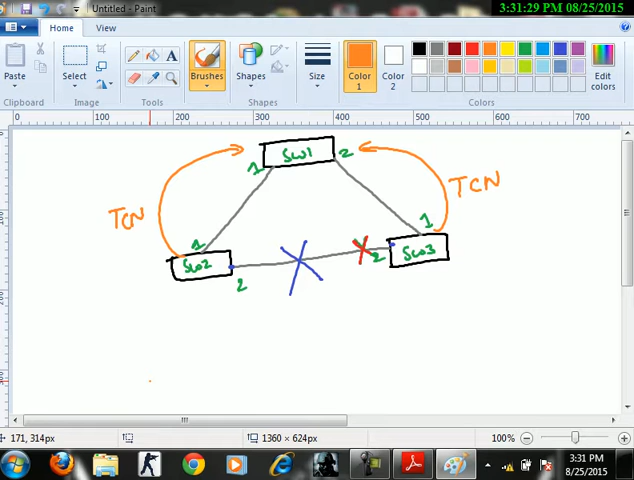 Untitled - Paint
3:31:29 PM 08/25/2015
Home
View
Paste
Select
Brushes
Shapes
Size
Color
1
Color
2
Edit
colors
Clipboard
Image
Tools
Colors
0
100
200
300
400
500
600
700
SW1
1
2
TCN
TCN
1
1
SW2
2
SW3
2
171, 314px
1360 × 624px
100%
3:31 PM
8/25/2015